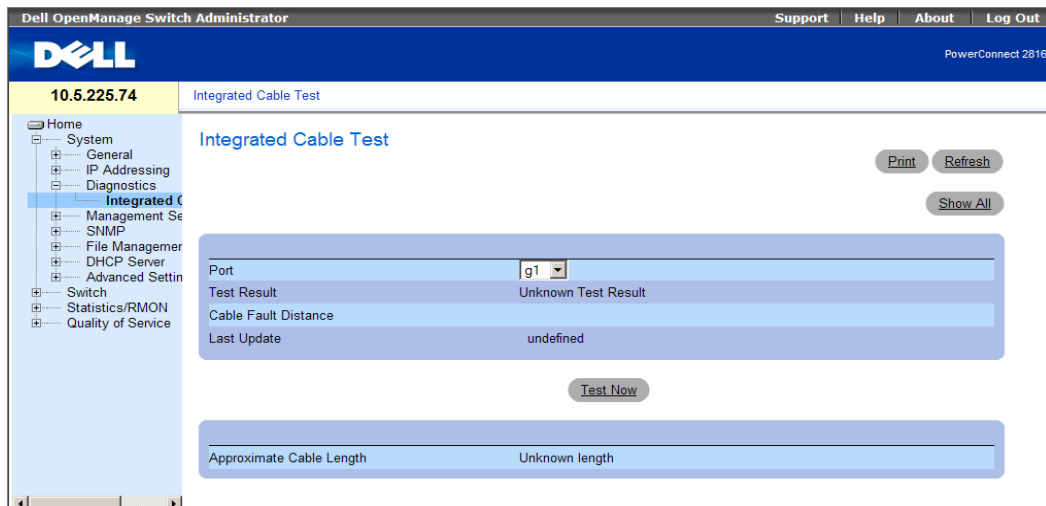 Dell OpenManage Switch Administrator Support Help About Log Out
DELL
PowerConnect 2816
10.5.225.74
Integrated Cable Test
Home
System
General
IP Addressing
Diagnostics
Integrated C
Management Se
SNMP
File Managemen
DHCP Server
Advanced Settin
Switch
Statistics/RMON
Quality of Service
Integrated Cable Test
Print Refresh
Show All
Port g1
Test Result Unknown Test Result
Cable Fault Distance
Last Update undefined
Test Now
Approximate Cable Length Unknown length